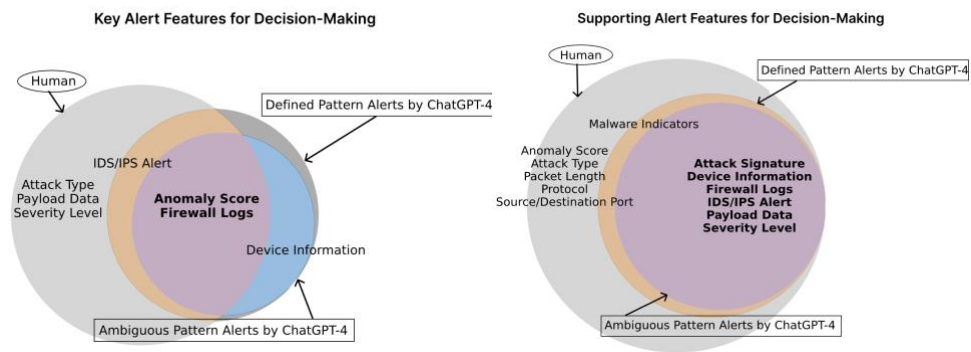 Key Alert Features for Decision-Making
Human
Defined Pattern Alerts by ChatGPT-4
IDS/IPS Alert
Attack Type
Payload Data
Severity Level
Anomaly Score
Firewall Logs
Device Information
Ambiguous Pattern Alerts by ChatGPT-4
Supporting Alert Features for Decision-Making
Human
Defined Pattern Alerts by ChatGPT-4
Malware Indicators
Anomaly Score
Attack Type
Packet Length
Protocol
Source/Destination Port
Attack Signature
Device Information
Firewall Logs
IDS/IPS Alert
Payload Data
Severity Level
Ambiguous Pattern Alerts by ChatGPT-4